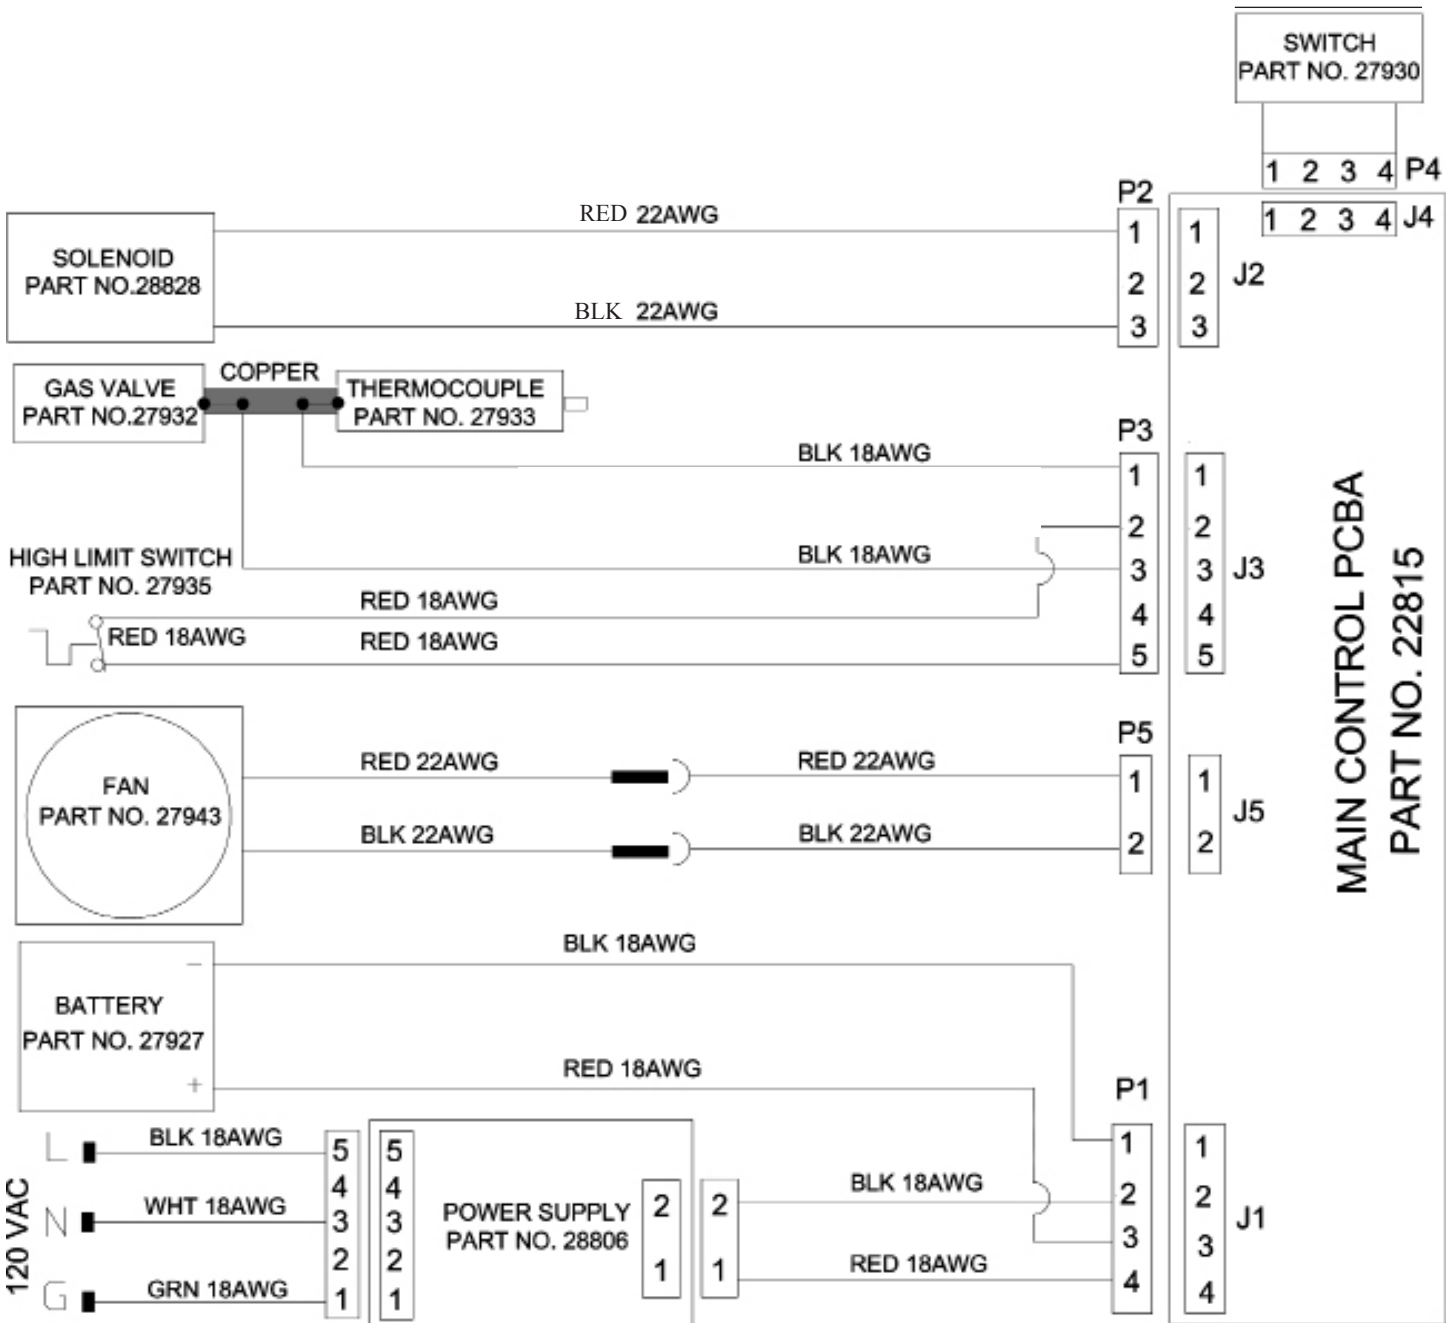 SWITCH
PART NO. 27930
1 2 3 4 P4
1 2 3 4 J4
P2
RED 22AWG
1
2
3
1
2
3
J2
SOLENOID
PART NO.28828
BLK 22AWG
GAS VALVE
PART NO.27932
COPPER
THERMOCOUPLE
PART NO. 27933
P3
BLK 18AWG
1
2
3
4
5
1
2
3
4
5
J3
BLK 18AWG
HIGH LIMIT SWITCH
PART NO. 27935
RED 18AWG
RED 18AWG
RED 18AWG
MAIN CONTROL PCBA
PART NO. 22815
FAN
PART NO. 27943
RED 22AWG
RED 22AWG
BLK 22AWG
BLK 22AWG
P5
1
2
1
2
J5
BATTERY
PART NO. 27927
−
+
BLK 18AWG
RED 18AWG
P1
1
2
3
4
1
2
3
4
J1
120 VAC
L
N
G
BLK 18AWG
WHT 18AWG
GRN 18AWG
5
4
3
2
1
5
4
3
2
1
POWER SUPPLY
PART NO. 28806
2
1
2
1
BLK 18AWG
RED 18AWG